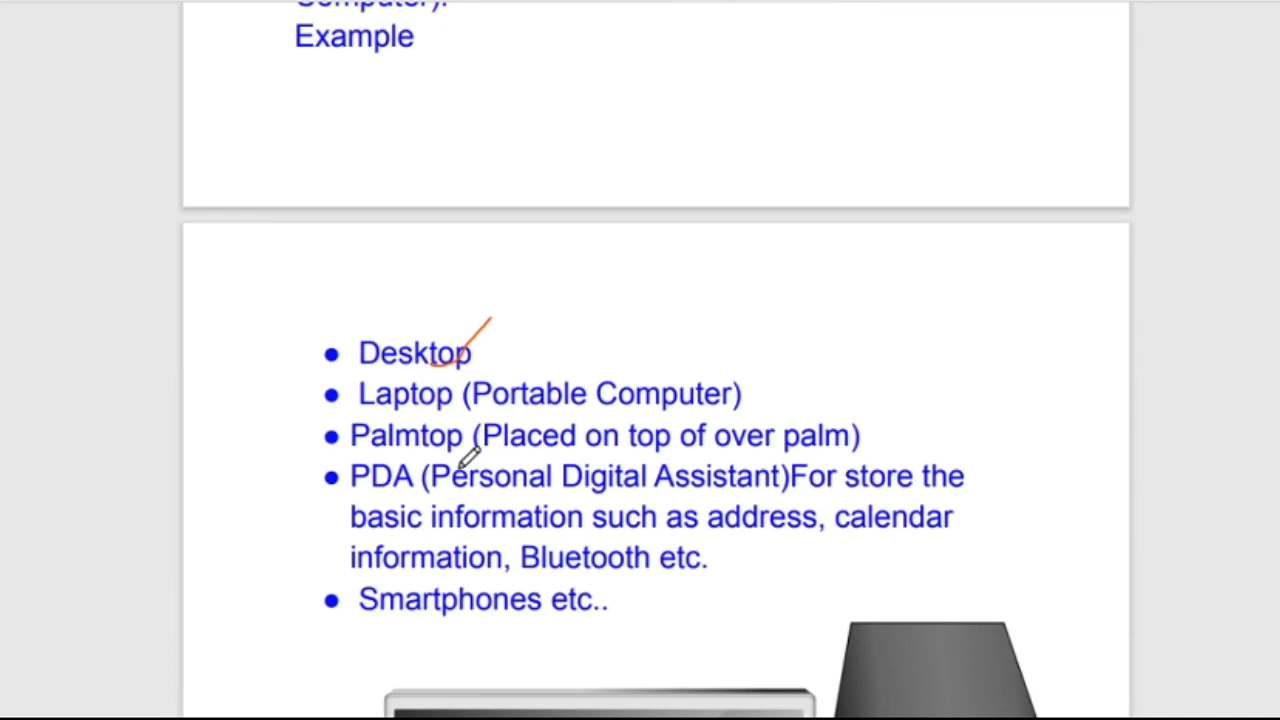 Computer).
Example
● Desktop
● Laptop (Portable Computer)
● Palmtop (Placed on top of over palm)
● PDA (Personal Digital Assistant)For store the
basic information such as address, calendar
information, Bluetooth etc.
● Smartphones etc..